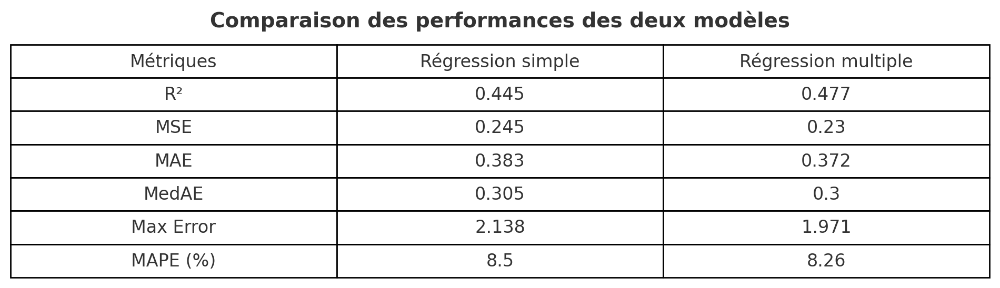 Comparaison des performances des deux modèles
Métriques Régression simple Régression multiple
R² 0.445 0.477
MSE 0.245 0.23
MAE 0.383 0.372
MedAE 0.305 0.3
Max Error 2.138 1.971
MAPE (%) 8.5 8.26